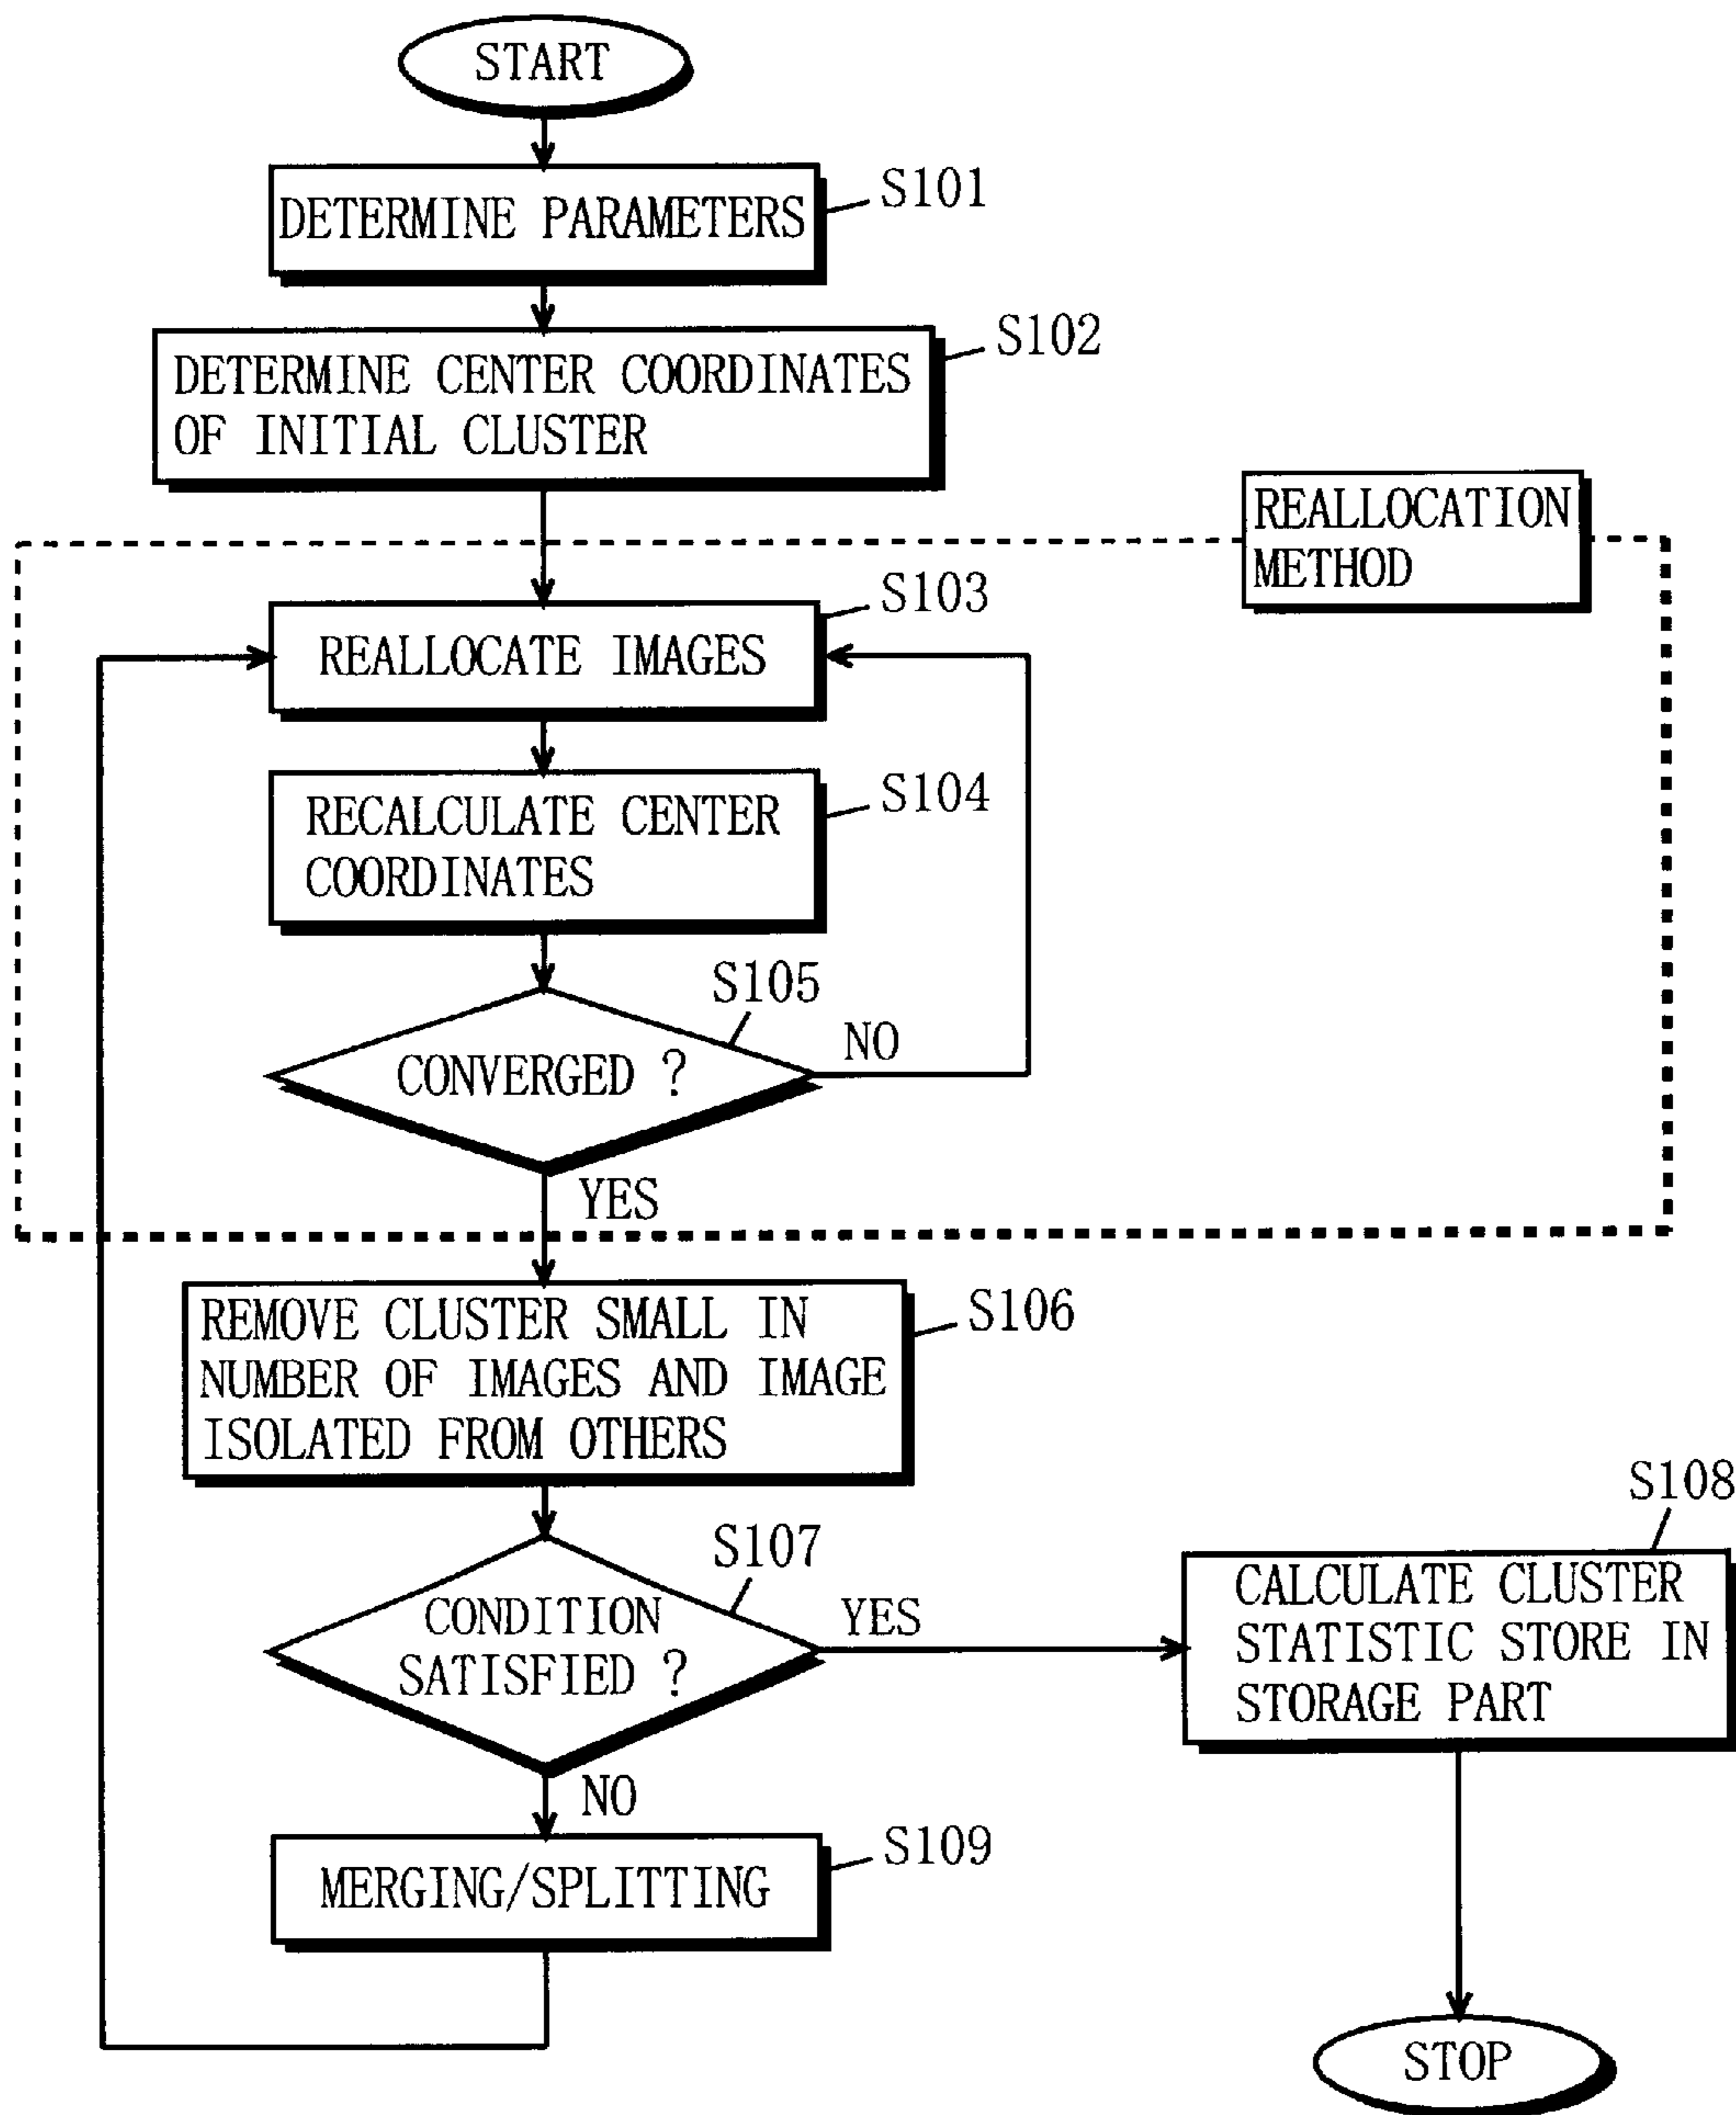 START
DETERMINE PARAMETERS
S101
DETERMINE CENTER COORDINATES
OF INITIAL CLUSTER
S102
REALLOCATION
METHOD
REALLOCATE IMAGES
S103
RECALCULATE CENTER
COORDINATES
S104
CONVERGED ?
S105
NO
YES
REMOVE CLUSTER SMALL IN
NUMBER OF IMAGES AND IMAGE
ISOLATED FROM OTHERS
S106
CONDITION
SATISFIED ?
S107
YES
NO
CALCULATE CLUSTER
STATISTIC STORE IN
STORAGE PART
S108
MERGING/SPLITTING
S109
STOP